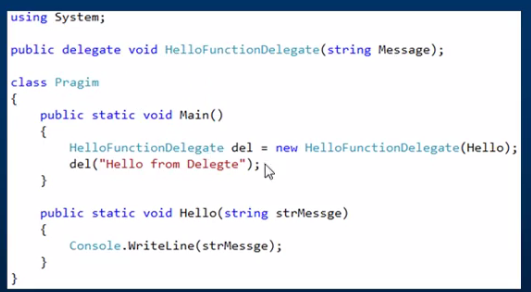 using System;
public delegate void HelloFunctionDelegate(string Message);
class Pragim
{
    public static void Main()
    {
        HelloFunctionDelegate del = new HelloFunctionDelegate(Hello);
        del("Hello from Delegte");
    }
    public static void Hello(string strMessge)
    {
        Console.WriteLine(strMessge);
    }
}